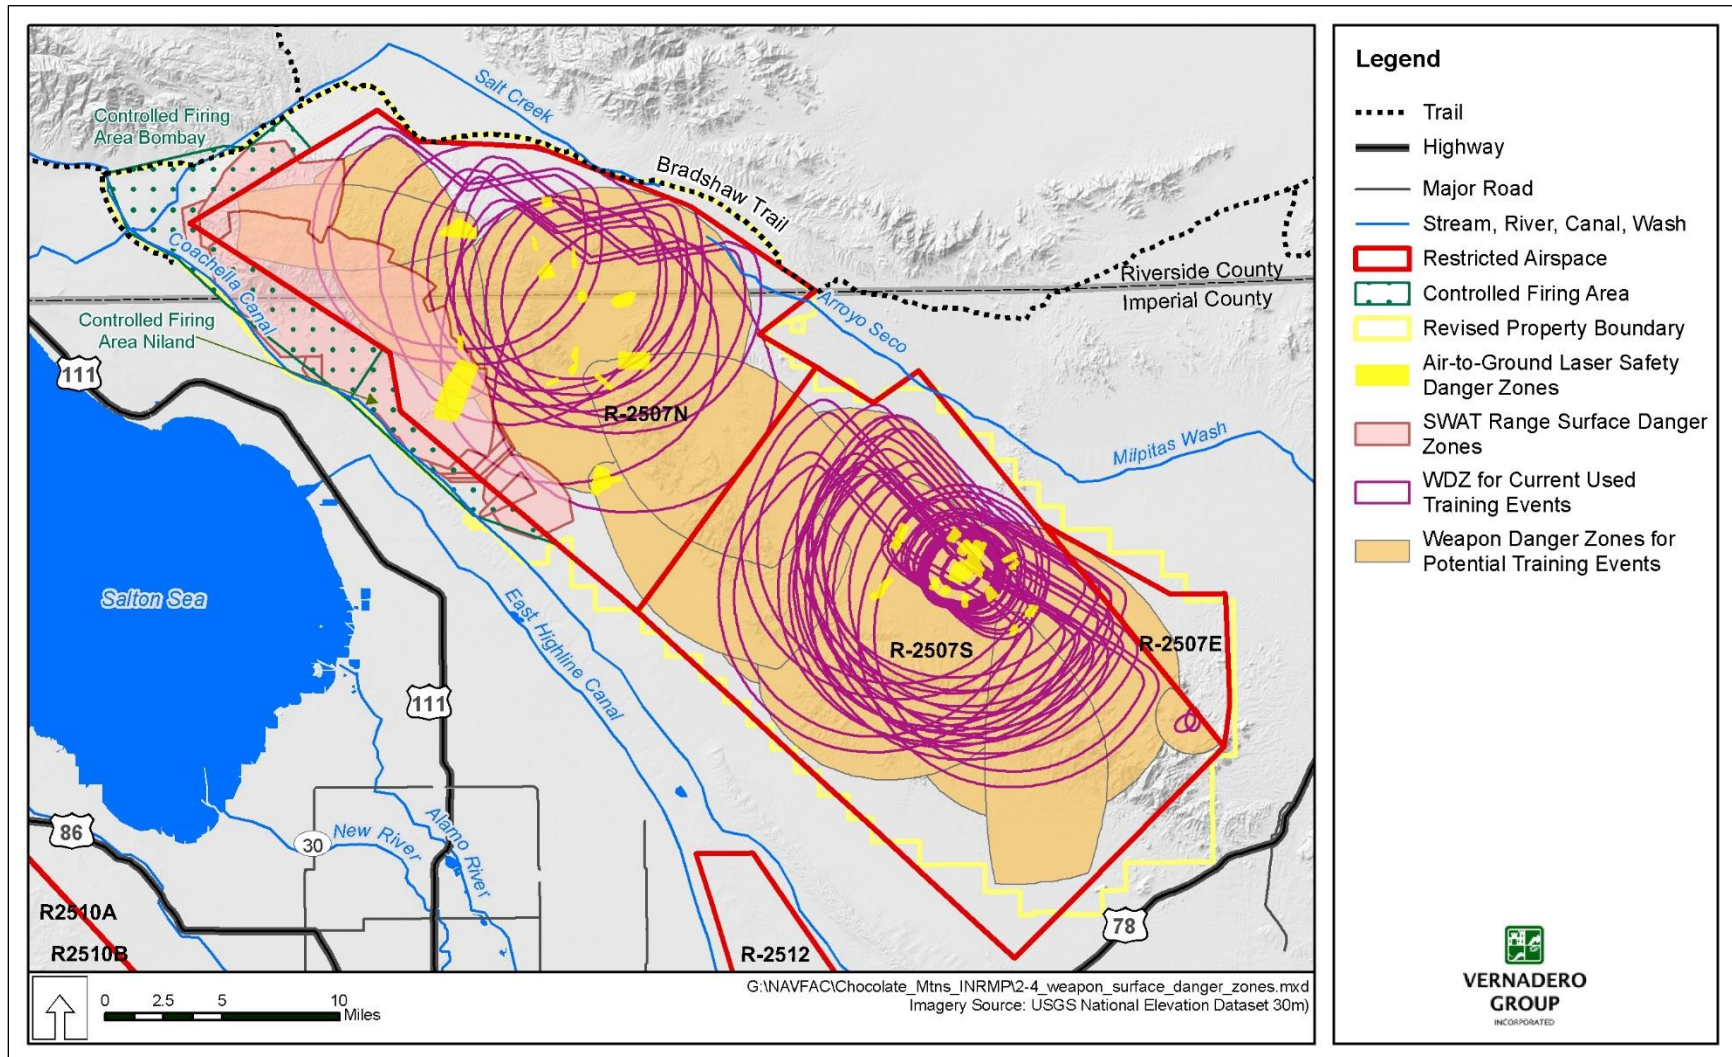 Controlled Firing
Area Bombay
Salt Creek
Bradshaw Trail
Coachella Canal
Riverside County
Imperial County
Arroyo Seco
Controlled Firing
Area Niland
111
R-2507N
Milpitas Wash
Salton Sea
East Highline Canal
R-2507S
R-2507E
111
86
30
New River
Alamo River
78
R2510A
R2510B
R-2512
0 2.5 5 10
Miles
G:\NAVFAC\Chocolate_Mtns_INRMP\2-4_weapon_surface_danger_zones.mxd
Imagery Source: USGS National Elevation Dataset 30m)
Legend
Trail
Highway
Major Road
Stream, River, Canal, Wash
Restricted Airspace
Controlled Firing Area
Revised Property Boundary
Air-to-Ground Laser Safety
Danger Zones
SWAT Range Surface Danger
Zones
WDZ for Current Used
Training Events
Weapon Danger Zones for
Potential Training Events
VERNADERO
GROUP
INCORPORATED